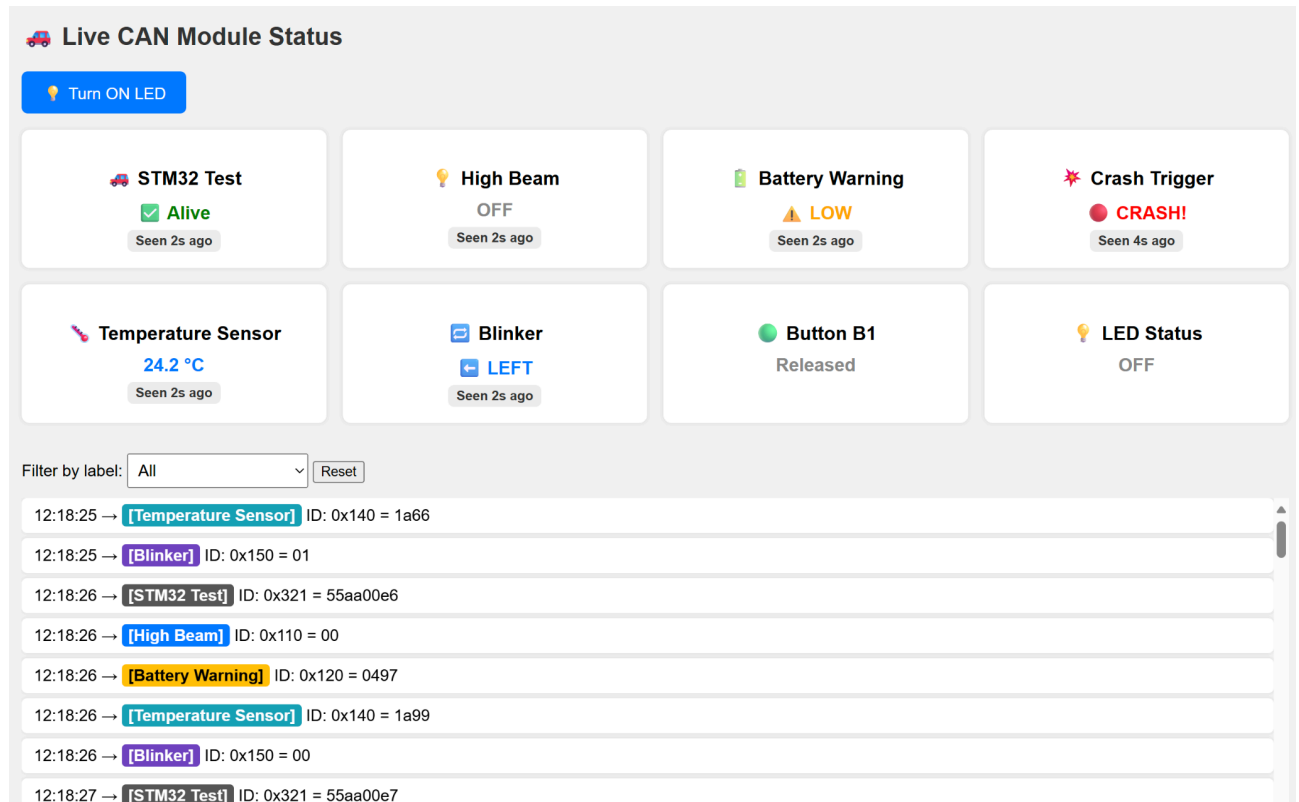 Live CAN Module Status
Turn ON LED
STM32 Test
Alive
Seen 2s ago
High Beam
OFF
Seen 2s ago
Battery Warning
LOW
Seen 2s ago
Crash Trigger
CRASH!
Seen 4s ago
Temperature Sensor
24.2 °C
Seen 2s ago
Blinker
LEFT
Seen 2s ago
Button B1
Released
LED Status
OFF
Filter by label: All Reset
12:18:25 → [Temperature Sensor] ID: 0x140 = 1a66
12:18:25 → [Blinker] ID: 0x150 = 01
12:18:26 → [STM32 Test] ID: 0x321 = 55aa00e6
12:18:26 → [High Beam] ID: 0x110 = 00
12:18:26 → [Battery Warning] ID: 0x120 = 0497
12:18:26 → [Temperature Sensor] ID: 0x140 = 1a99
12:18:26 → [Blinker] ID: 0x150 = 00
12:18:27 → [STM32 Test] ID: 0x321 = 55aa00e7